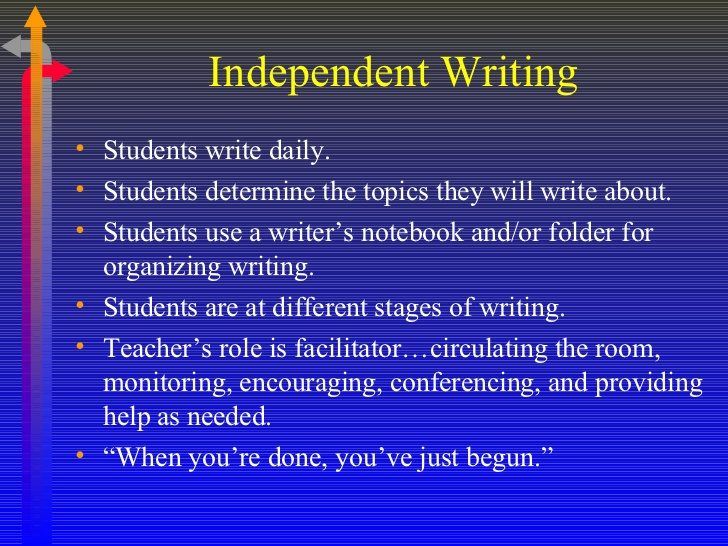 Independent Writing
• Students write daily.
• Students determine the topics they will write about.
• Students use a writer’s notebook and/or folder for
organizing writing.
• Students are at different stages of writing.
• Teacher’s role is facilitator…circulating the room,
monitoring, encouraging, conferencing, and providing
help as needed.
• “When you’re done, you’ve just begun.”